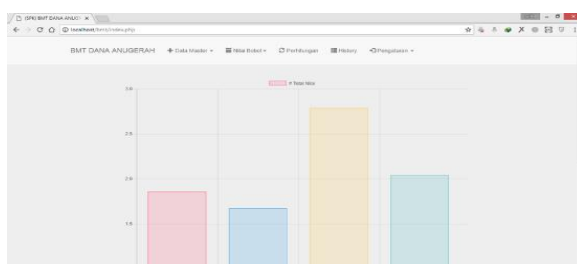 (SPK) BMT DANA ANUG
localhost/bmt/index.php
BMT DANA ANUGERAH Data Master Nilai Bobot Perhitungan History Pengaturan
# Total Nilai
3.0
2.5
2.0
1.5